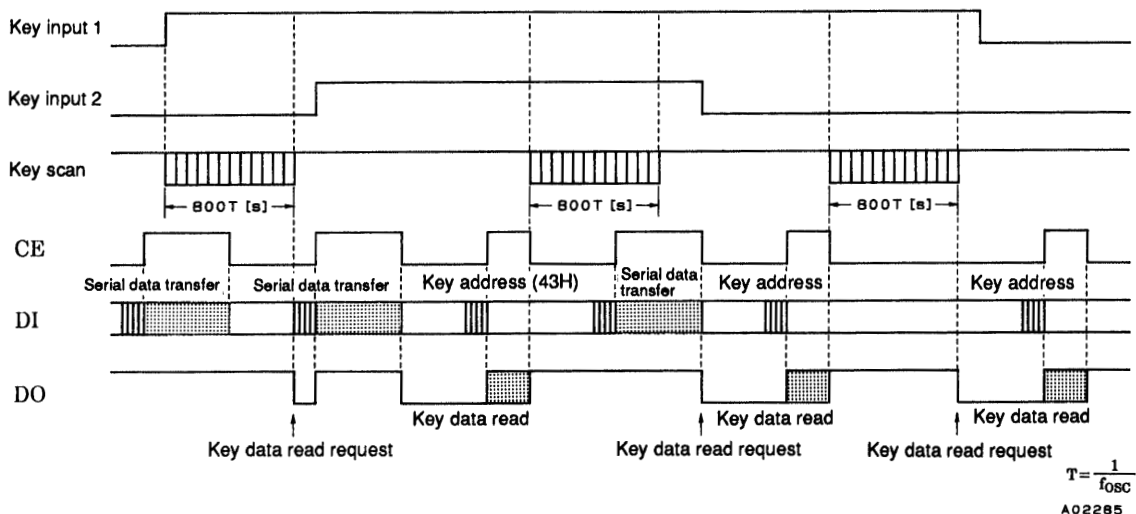 Key input 1
Key input 2
Key scan
800T [s] 800T [s] 800T [s]
CE
Serial data transfer Serial data transfer Key address (43H) Serial data transfer Key address Key address
DI
DO
Key data read Key data read Key data read
Key data read request Key data read request Key data read request
T=1/fOSC
A02285